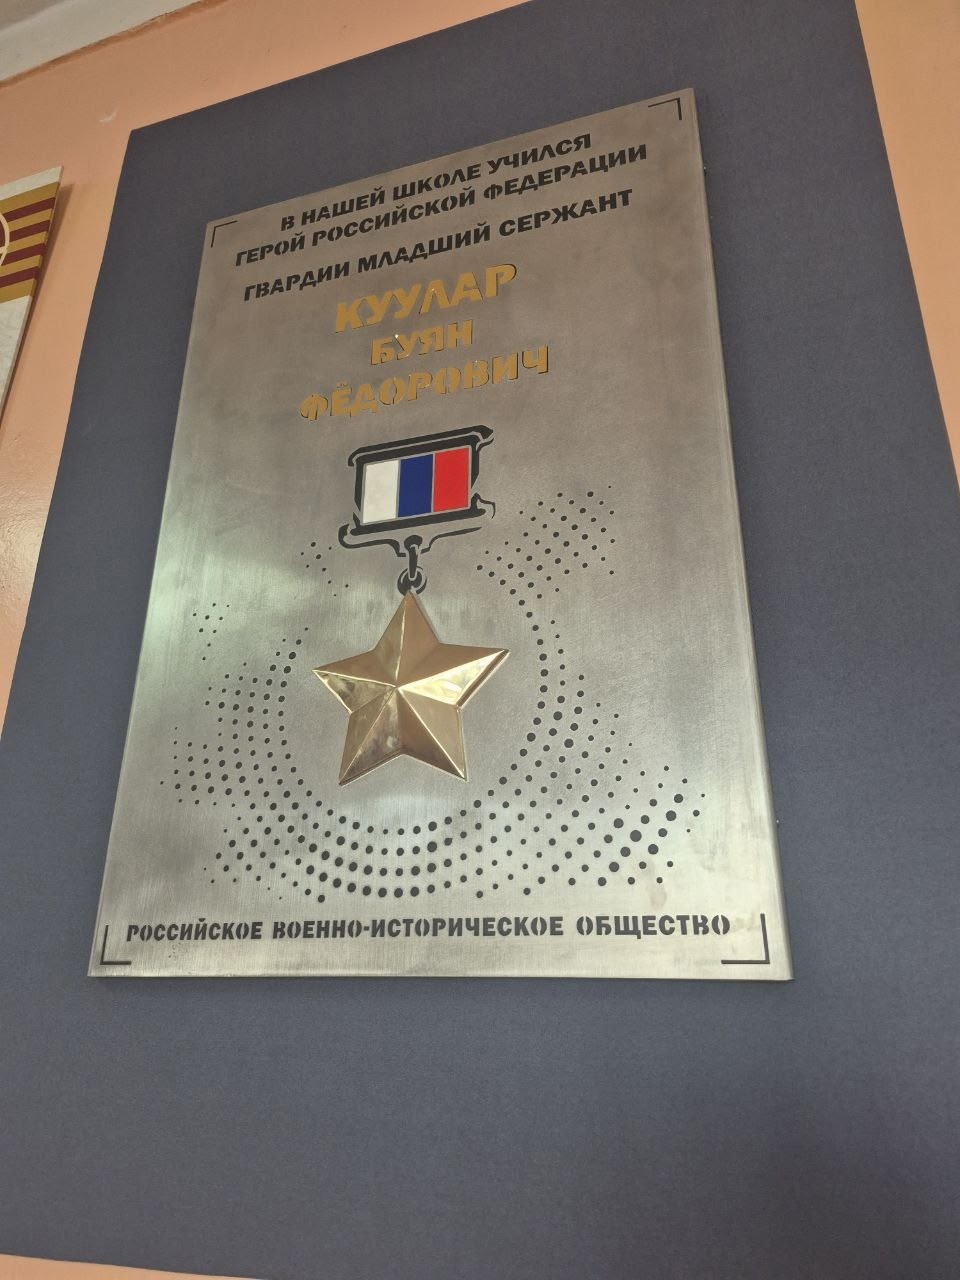 В НАШЕЙ ШКОЛЕ УЧИЛСЯ
ГЕРОЙ РОССИЙСКОЙ ФЕДЕРАЦИИ
ГВАРДИИ МЛАДШИЙ СЕРЖАНТ
КУУЛАР
БУЯН
ФЁДОРОВИЧ
РОССИЙСКОЕ ВОЕННО-ИСТОРИЧЕСКОЕ ОБЩЕСТВО